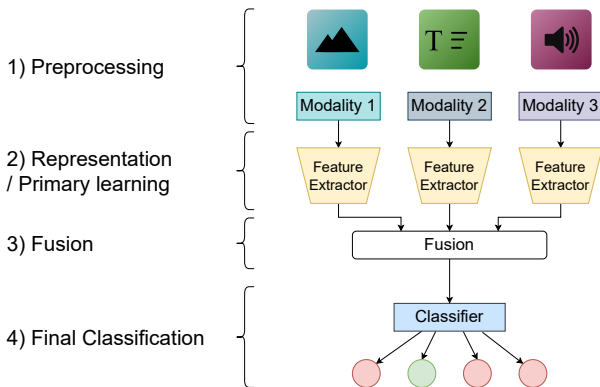 1) Preprocessing
T
Modality 1
Modality 2
Modality 3
2) Representation
/ Primary learning
Feature
Extractor
Feature
Extractor
Feature
Extractor
3) Fusion
Fusion
4) Final Classification
Classifier